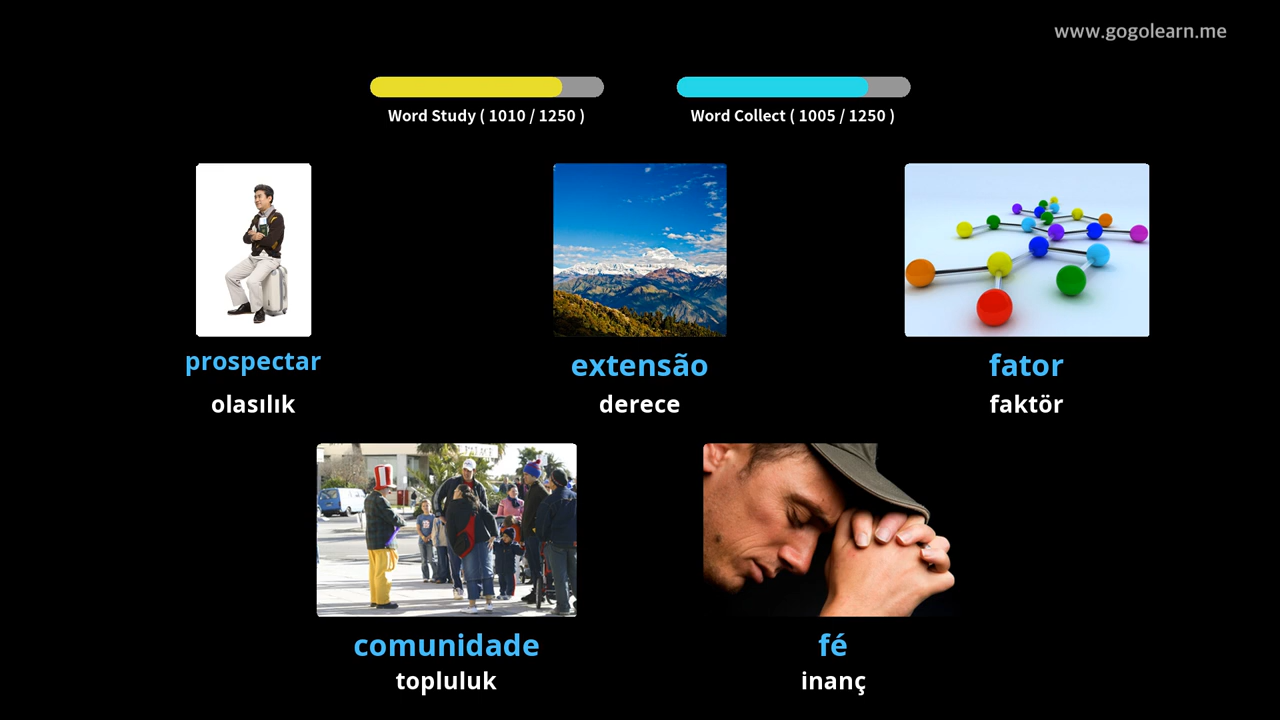 www.gogolearn.me
Word Study ( 1010 / 1250 )
Word Collect ( 1005 / 1250 )
prospectar
olasılık
extensão
derece
fator
faktör
comunidade
topluluk
fé
inanç